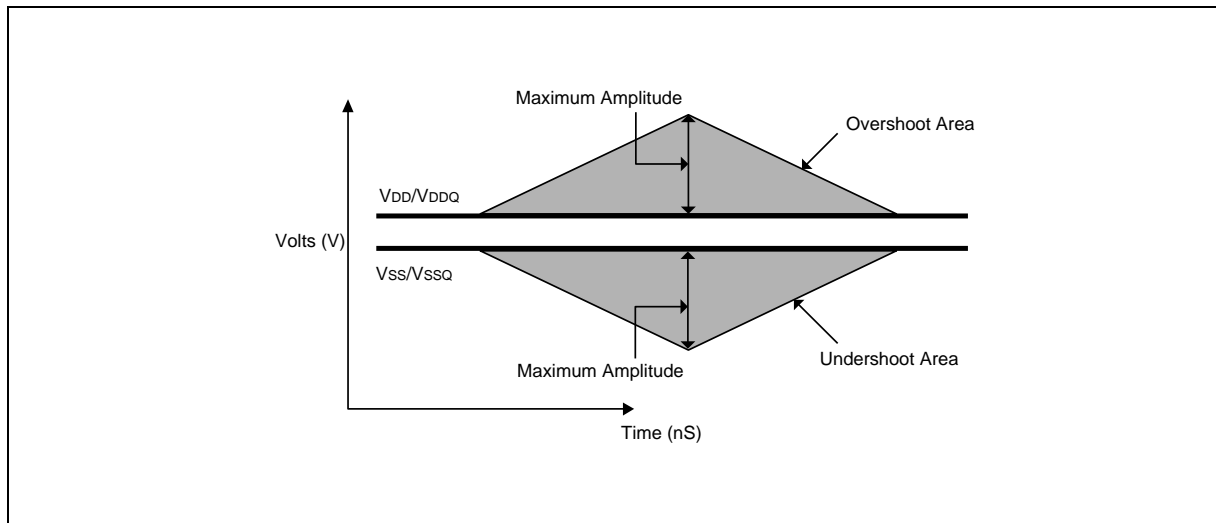 Maximum Amplitude
Overshoot Area
VDD/VDDQ
Volts (V)
VSS/VSSQ
Maximum Amplitude
Undershoot Area
Time (nS)